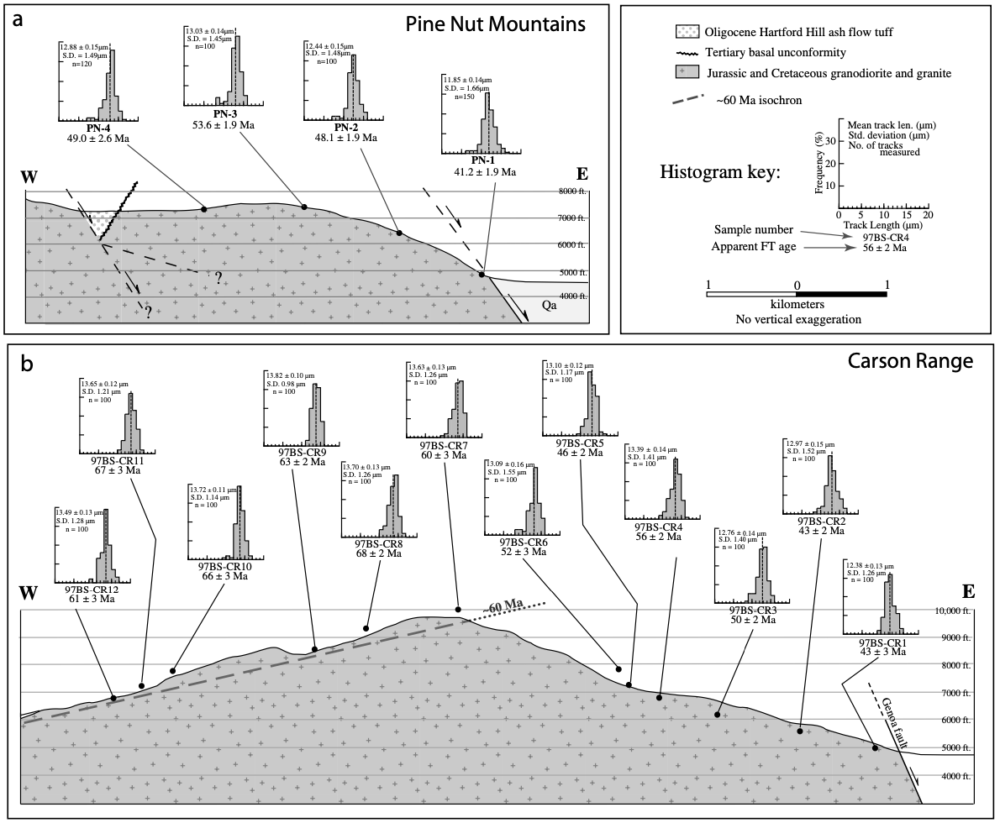 a
Pine Nut Mountains
12.88 ± 0.15µm
S.D. = 1.49µm
n=120
PN-4
49.0 ± 2.6 Ma
13.03 ± 0.14µm
S.D. = 1.45µm
n=100
PN-3
53.6 ± 1.9 Ma
12.44 ± 0.15µm
S.D. = 1.48µm
n=100
PN-2
48.1 ± 1.9 Ma
11.85 ± 0.14µm
S.D. = 1.66µm
n=150
PN-1
41.2 ± 1.9 Ma
W
E
8000 ft.
7000 ft.
6000 ft.
5000 ft.
4000 ft.
?
?
Qa
Oligocene Hartford Hill ash flow tuff
Tertiary basal unconformity
Jurassic and Cretaceous granodiorite and granite
~60 Ma isochron
Histogram key:
Mean track len. (µm)
Std. deviation (µm)
No. of tracks
measured
Frequency (%)
30
20
10
0 5 10 15 20
Track Length (µm)
Sample number
97BS-CR4
Apparent FT age
56 ± 2 Ma
1 0 1
kilometers
No vertical exaggeration
b
Carson Range
13.65 ± 0.12 µm
S.D. 1.21 µm
n = 100
97BS-CR11
67 ± 3 Ma
13.82 ± 0.10 µm
S.D. 0.98 µm
n = 100
97BS-CR9
63 ± 2 Ma
13.63 ± 0.13 µm
S.D. 1.26 µm
n = 100
97BS-CR7
60 ± 3 Ma
13.10 ± 0.12 µm
S.D. 1.17 µm
n = 100
97BS-CR5
46 ± 2 Ma
13.49 ± 0.13 µm
S.D. 1.28 µm
n = 100
97BS-CR12
61 ± 3 Ma
13.72 ± 0.11 µm
S.D. 1.14 µm
n = 100
97BS-CR10
66 ± 3 Ma
13.70 ± 0.13 µm
S.D. 1.26 µm
n = 100
97BS-CR8
68 ± 2 Ma
13.09 ± 0.16 µm
S.D. 1.55 µm
n = 100
97BS-CR6
52 ± 3 Ma
13.39 ± 0.14 µm
S.D. 1.41 µm
n = 100
97BS-CR4
56 ± 2 Ma
12.97 ± 0.15 µm
S.D. 1.52 µm
n = 100
97BS-CR2
43 ± 2 Ma
12.76 ± 0.14 µm
S.D. 1.40 µm
n = 100
97BS-CR3
50 ± 2 Ma
12.38 ± 0.13 µm
S.D. 1.26 µm
n = 100
97BS-CR1
43 ± 3 Ma
W
E
~60 Ma
10,000 ft.
9000 ft.
8000 ft.
7000 ft.
6000 ft.
5000 ft.
4000 ft.
Genoa fault